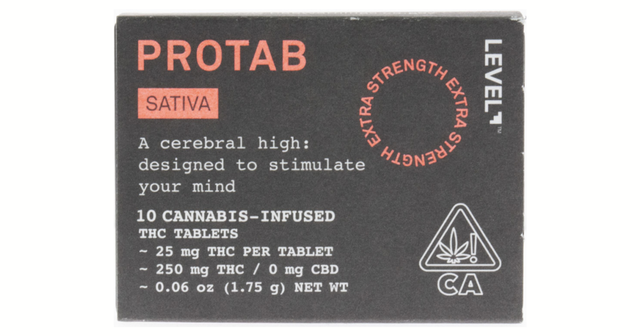 PROTAB
SATIVA
A cerebral high:
designed to stimulate
your mind
10 CANNABIS-INFUSED
THC TABLETS
~ 25 mg THC PER TABLET
~ 250 mg THC / 0 mg CBD
~ 0.06 oz (1.75 g) NET WT
EXTRA STRENGTH EXTRA STRENGTH
LEVEL™
!
CA